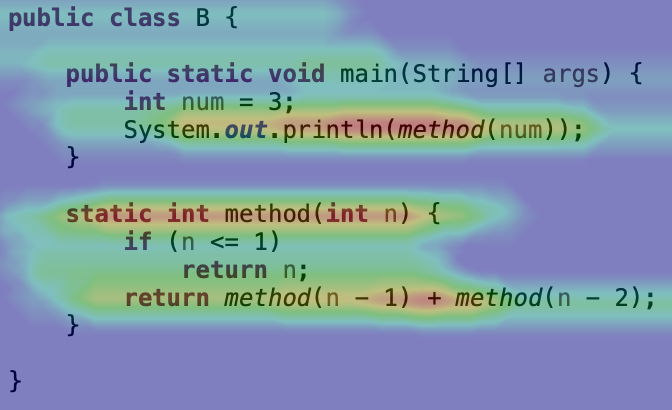 public class B {
public static void main(String[] args) {
int num = 3;
System.out.println(method(num));
}
static int method(int n) {
if (n <= 1)
return n;
return method(n - 1) + method(n - 2);
}
}